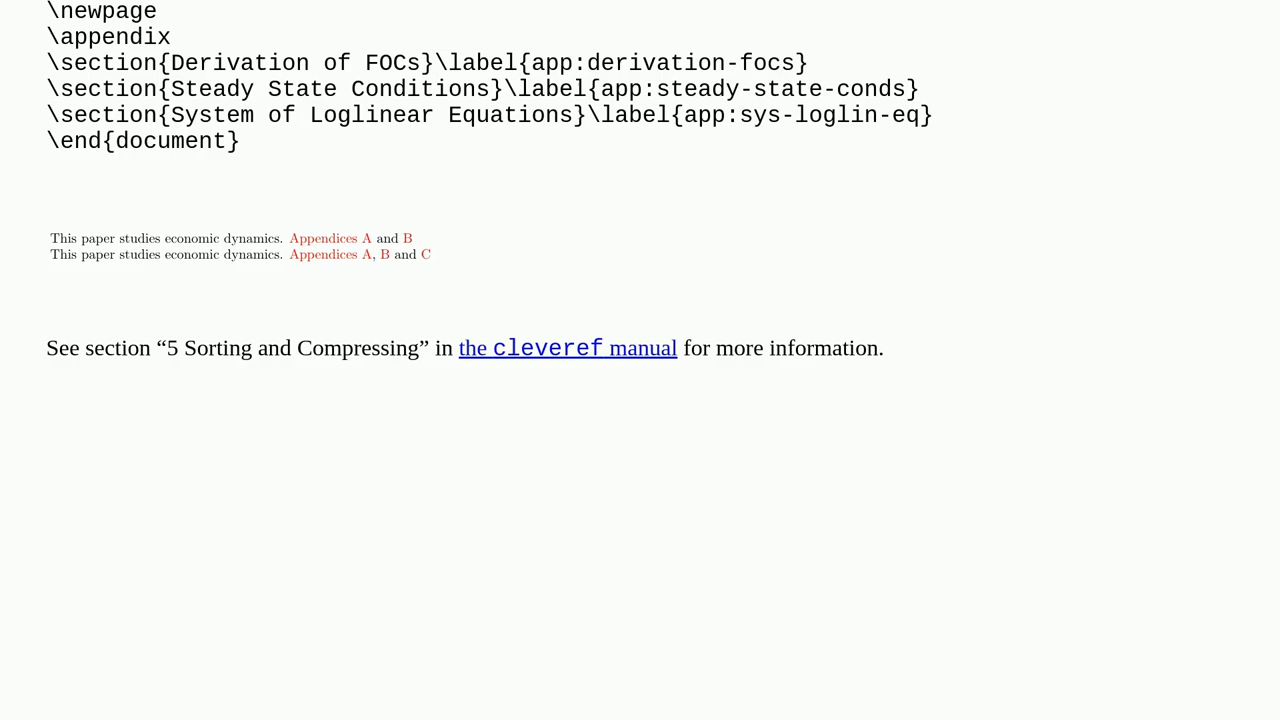 \newpage
\appendix
\section{Derivation of FOCs}\label{app:derivation-focs}
\section{Steady State Conditions}\label{app:steady-state-conds}
\section{System of Loglinear Equations}\label{app:sys-loglin-eq}
\end{document}
This paper studies economic dynamics. Appendices A and B
This paper studies economic dynamics. Appendices A, B and C
See section “5 Sorting and Compressing” in the cleveref manual for more information.